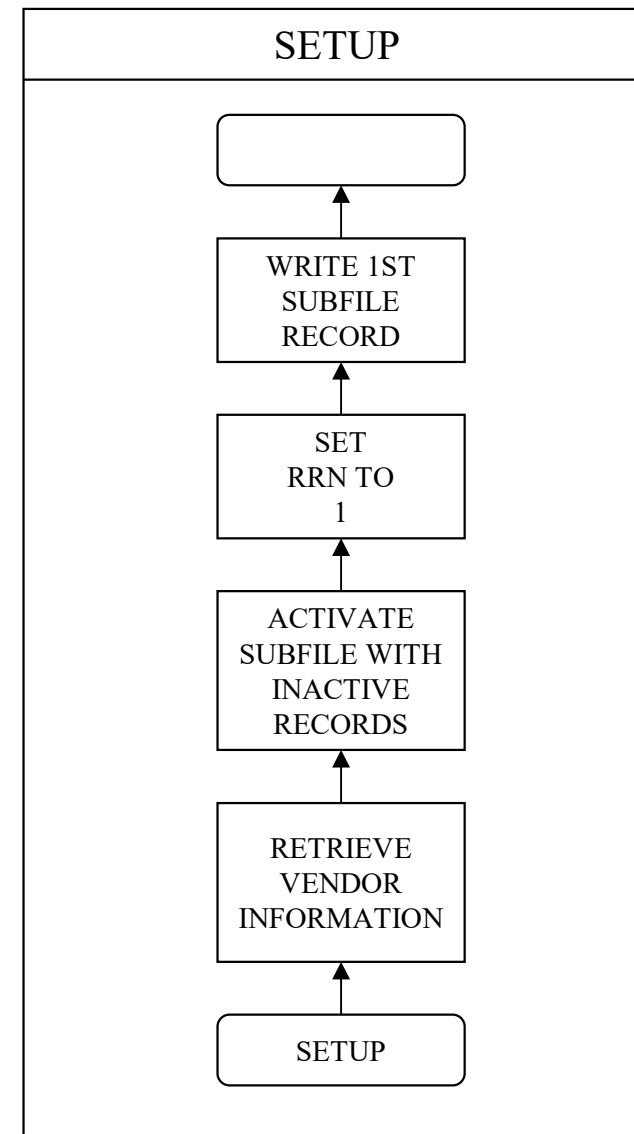 SETUP
WRITE 1ST
SUBFILE
RECORD
SET
RRN TO
1
ACTIVATE
SUBFILE WITH
INACTIVE
RECORDS
RETRIEVE
VENDOR
INFORMATION
SETUP